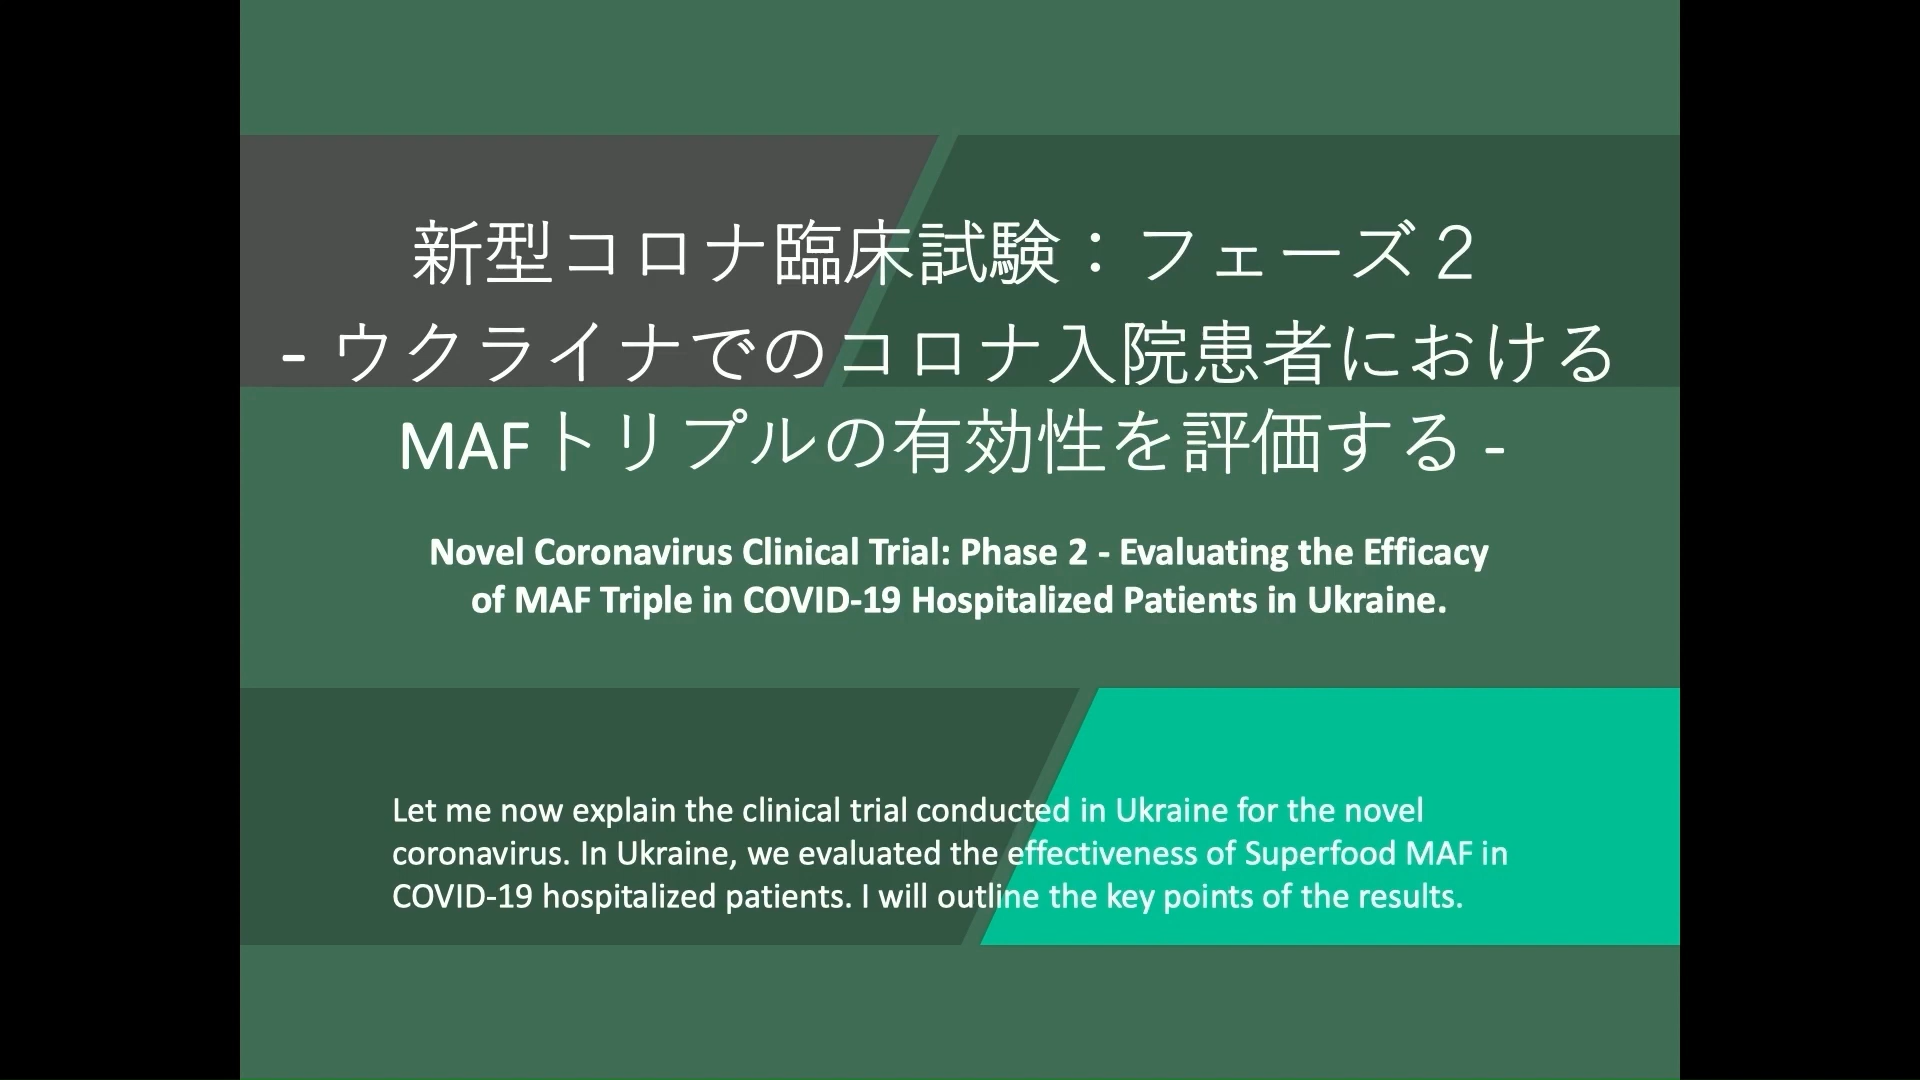 新型コロナ臨床試験：フェーズ２
- ウクライナでのコロナ入院患者における
MAFトリプルの有効性を評価する -
Novel Coronavirus Clinical Trial: Phase 2 - Evaluating the Efficacy
of MAF Triple in COVID-19 Hospitalized Patients in Ukraine.
Let me now explain the clinical trial conducted in Ukraine for the novel
coronavirus. In Ukraine, we evaluated the effectiveness of Superfood MAF in
COVID-19 hospitalized patients. I will outline the key points of the results.